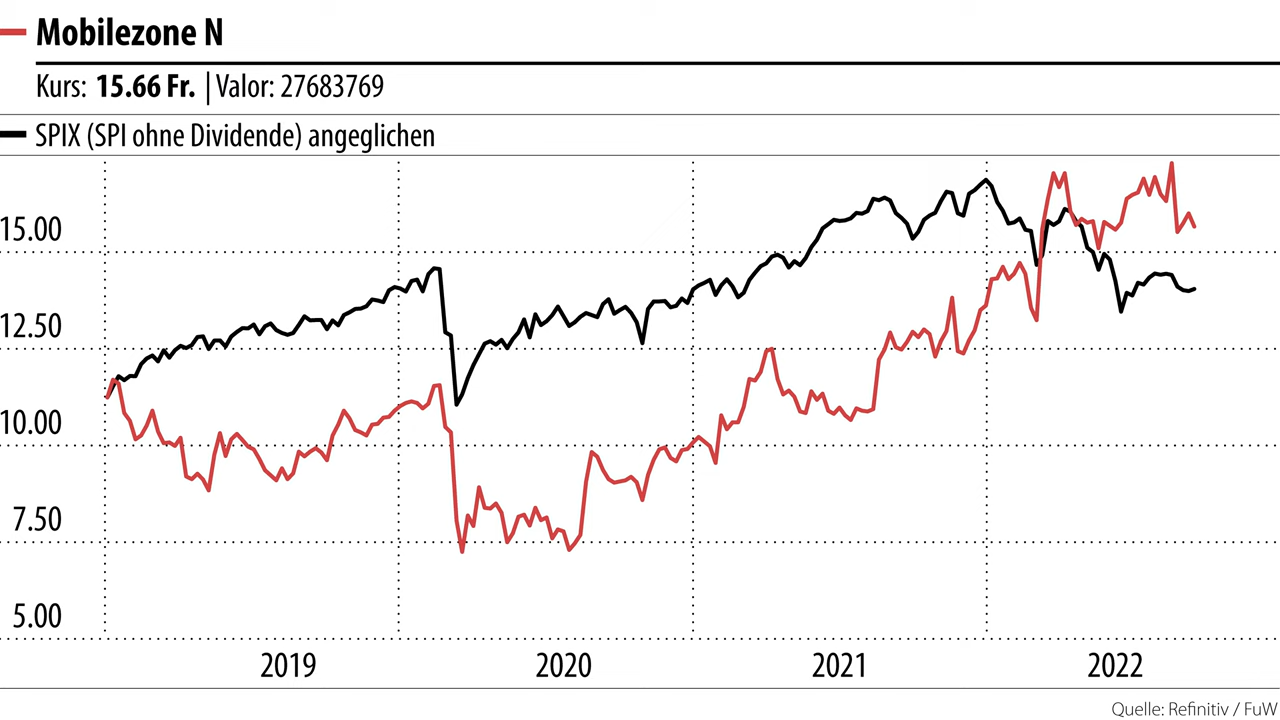 Mobilezone N
Kurs: 15.66 Fr. | Valor: 27683769
SPIX (SPI ohne Dividende) angeglichen
15.00
12.50
10.00
7.50
5.00
2019 2020 2021 2022
Quelle: Refinitiv / FuW